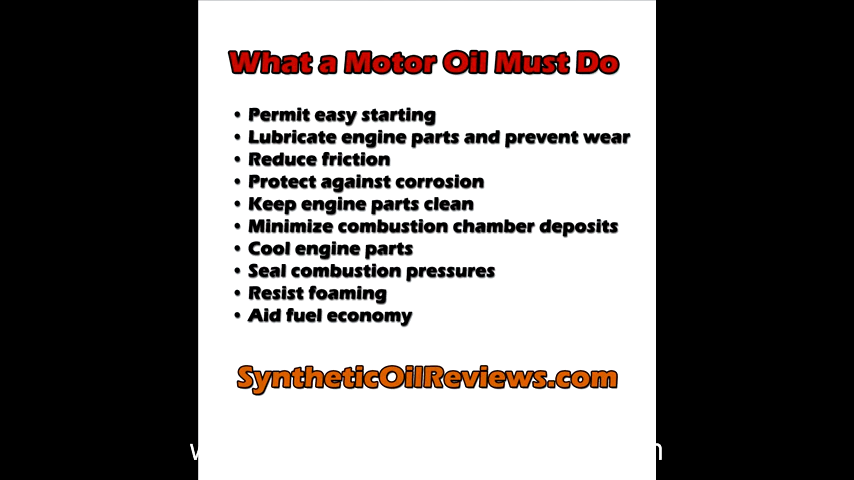 What a Motor Oil Must Do
• Permit easy starting
• Lubricate engine parts and prevent wear
• Reduce friction
• Protect against corrosion
• Keep engine parts clean
• Minimize combustion chamber deposits
• Cool engine parts
• Seal combustion pressures
• Resist foaming
• Aid fuel economy
SyntheticOilReviews.com